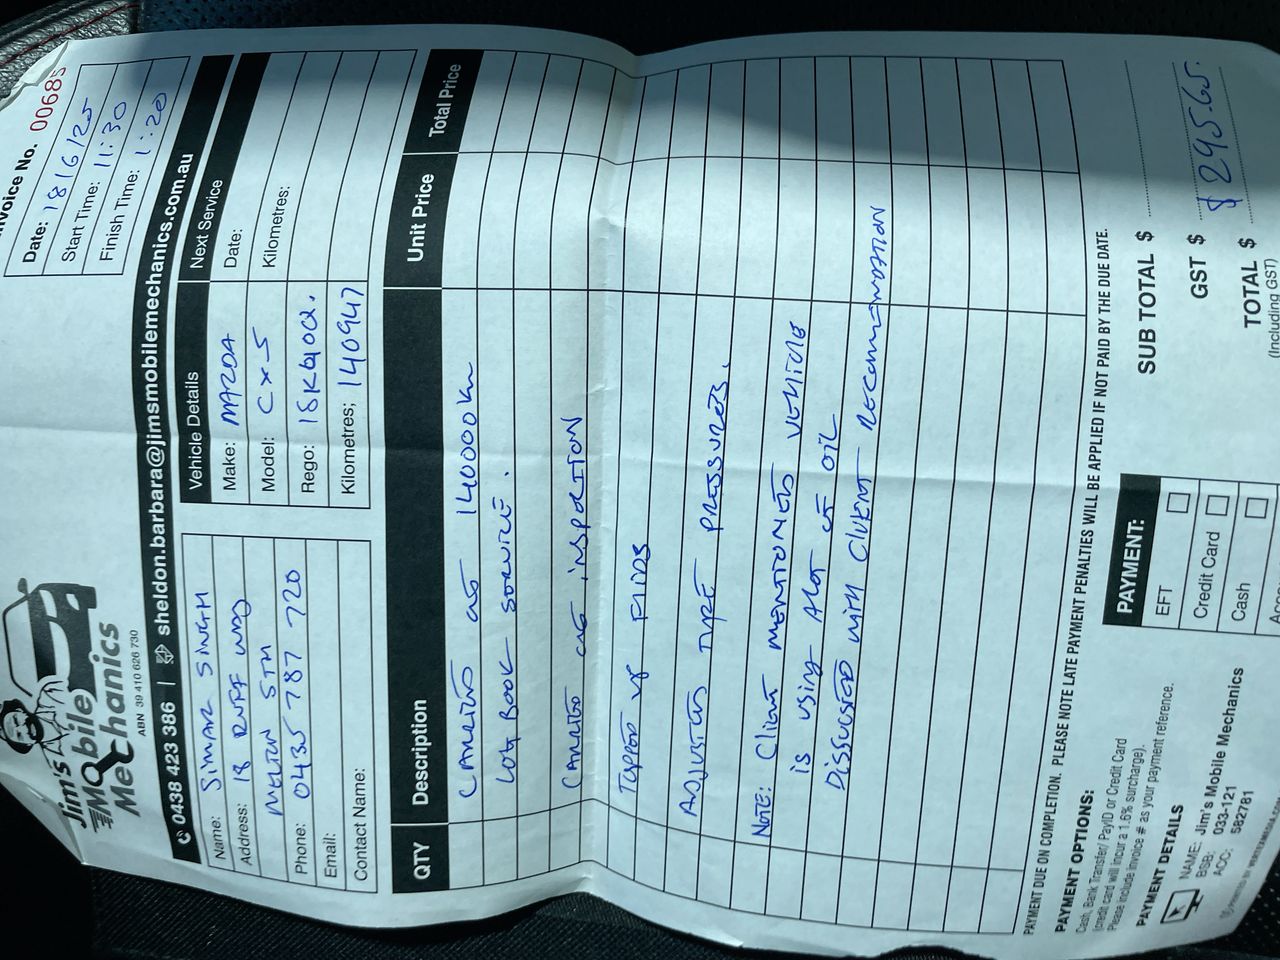 Jim's
Mobile
Mechanics
ABN 39 410 626 730
Invoice No. 00685
Date: 18/6/25
Start Time: 11:30
Finish Time: 1:20
0438 423 386 | sheldon.barbara@jimsmobilemechanics.com.au
Name: SIMAR SINGH
Address: 18 RUFF WAY
MELTON STH
Phone: 0435 787 720
Email:
Contact Name:
Vehicle Details
Make: MAZDA
Model: CX-5
Rego:
Kilometres; 140947
Next Service
Date:
Kilometres:
QTY Description Unit Price Total Price
CARRIED OUT 140000km
LOG BOOK SERVICE.
CARRIED OUT INSPECTION
TOPPED UP FLIDS
ADJUSTED TYRE PRESSURES.
NOTE: Client MENTIONED VEHICLE
is using Alot of OIL
DISCUSSED WITH CLIENT RECOMMENDATION
PAYMENT DUE ON COMPLETION. PLEASE NOTE LATE PAYMENT PENALTIES WILL BE APPLIED IF NOT PAID BY THE DUE DATE.
PAYMENT OPTIONS:
Cash, Bank Transfer/ PayID or Credit Card
(credit card will incur a 1.6% surcharge).
Please include invoice # as your payment reference.
PAYMENT DETAILS
NAME: Jim's Mobile Mechanics
BSB: 033-121
ACC: 582781
PAYMENT:
EFT
Credit Card
Cash
SUB TOTAL $
GST $
TOTAL $ $295.65.
(Including GST)